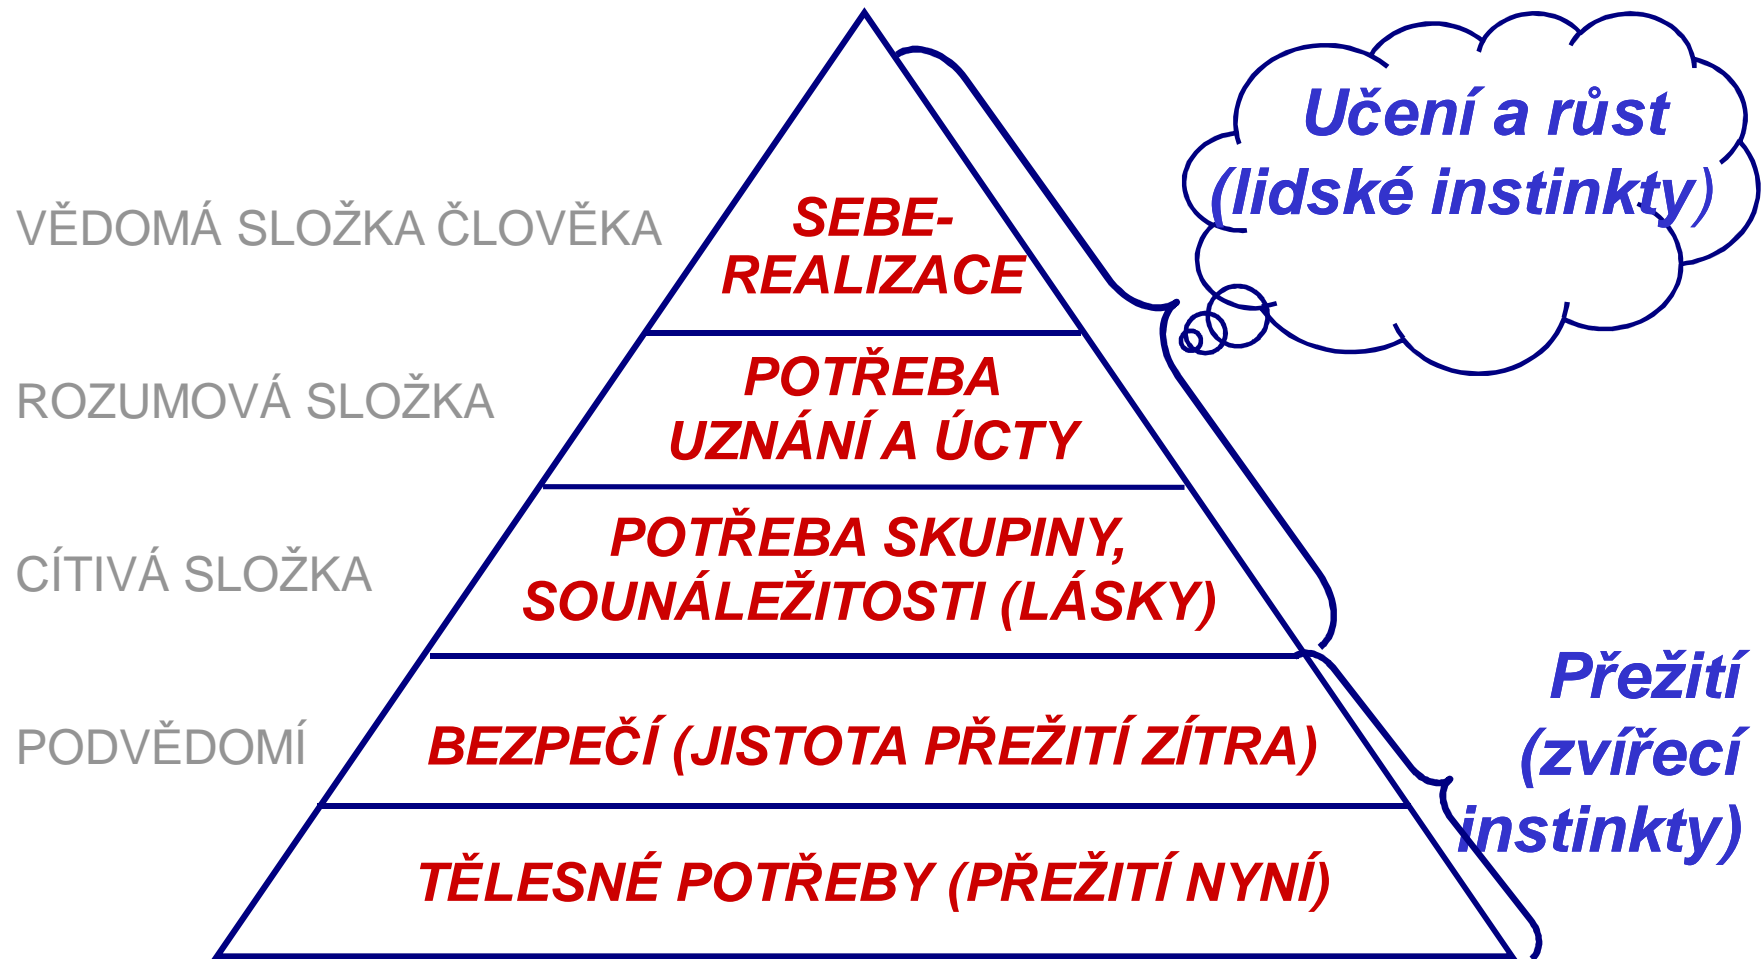 Učení a růst
(lidské instinkty)
VĚDOMÁ SLOŽKA ČLOVĚKA
SEBE-
REALIZACE
ROZUMOVÁ SLOŽKA
POTŘEBA
UZNÁNÍ A ÚCTY
CÍTIVÁ SLOŽKA
POTŘEBA SKUPINY,
SOUNÁLEŽITOSTI (LÁSKY)
PODVĚDOMÍ
BEZPEČÍ (JISTOTA PŘEŽITÍ ZÍTRA)
Přežití
(zvířecí
instinkty)
TĚLESNÉ POTŘEBY (PŘEŽITÍ NYNÍ)